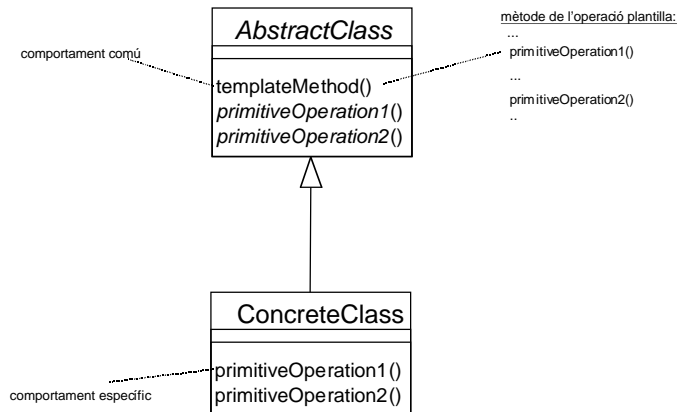 AbstractClass
mètode de l'operació plantilla:
...
comportament comú
primitiveOperation1()
templateMethod()
...
primitiveOperation1()
primitiveOperation2()
primitiveOperation2()
..
ConcreteClass
primitiveOperation1()
comportament específic
primitiveOperation2()